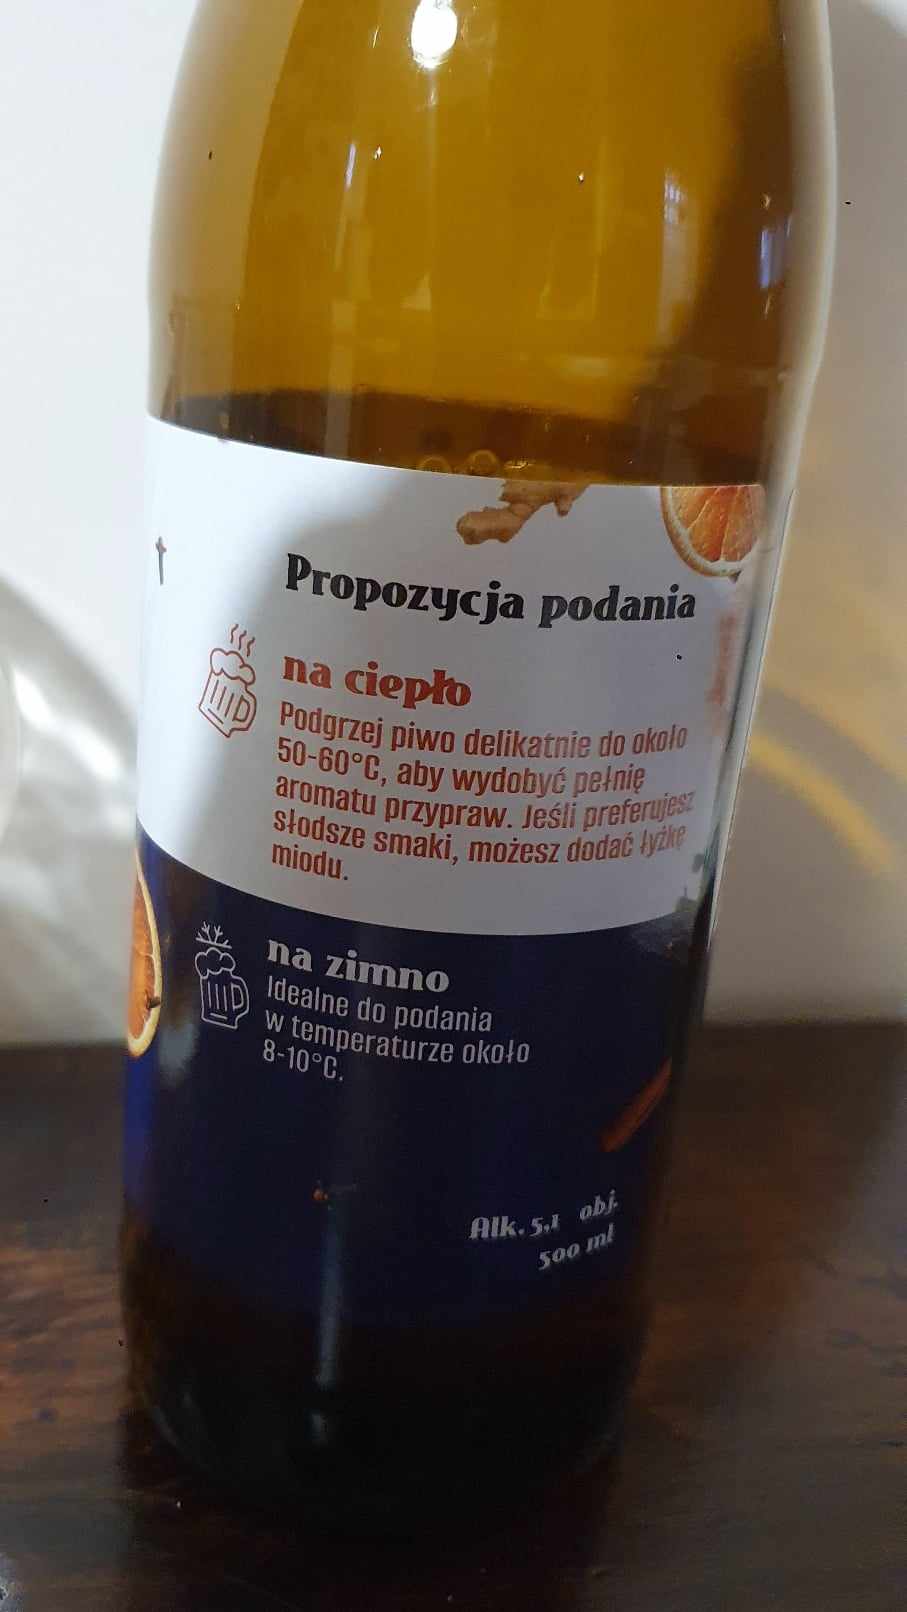 Propozycja podania
na ciepło
Podgrzej piwo delikatnie do około
50-60°C, aby wydobyć pełnię
aromatu przypraw. Jeśli preferujesz
słodsze smaki, możesz dodać łyżkę
miodu.
na zimno
Idealne do podania
w temperaturze około
8-10°C.
Alk. 5,1 obj.
500 ml